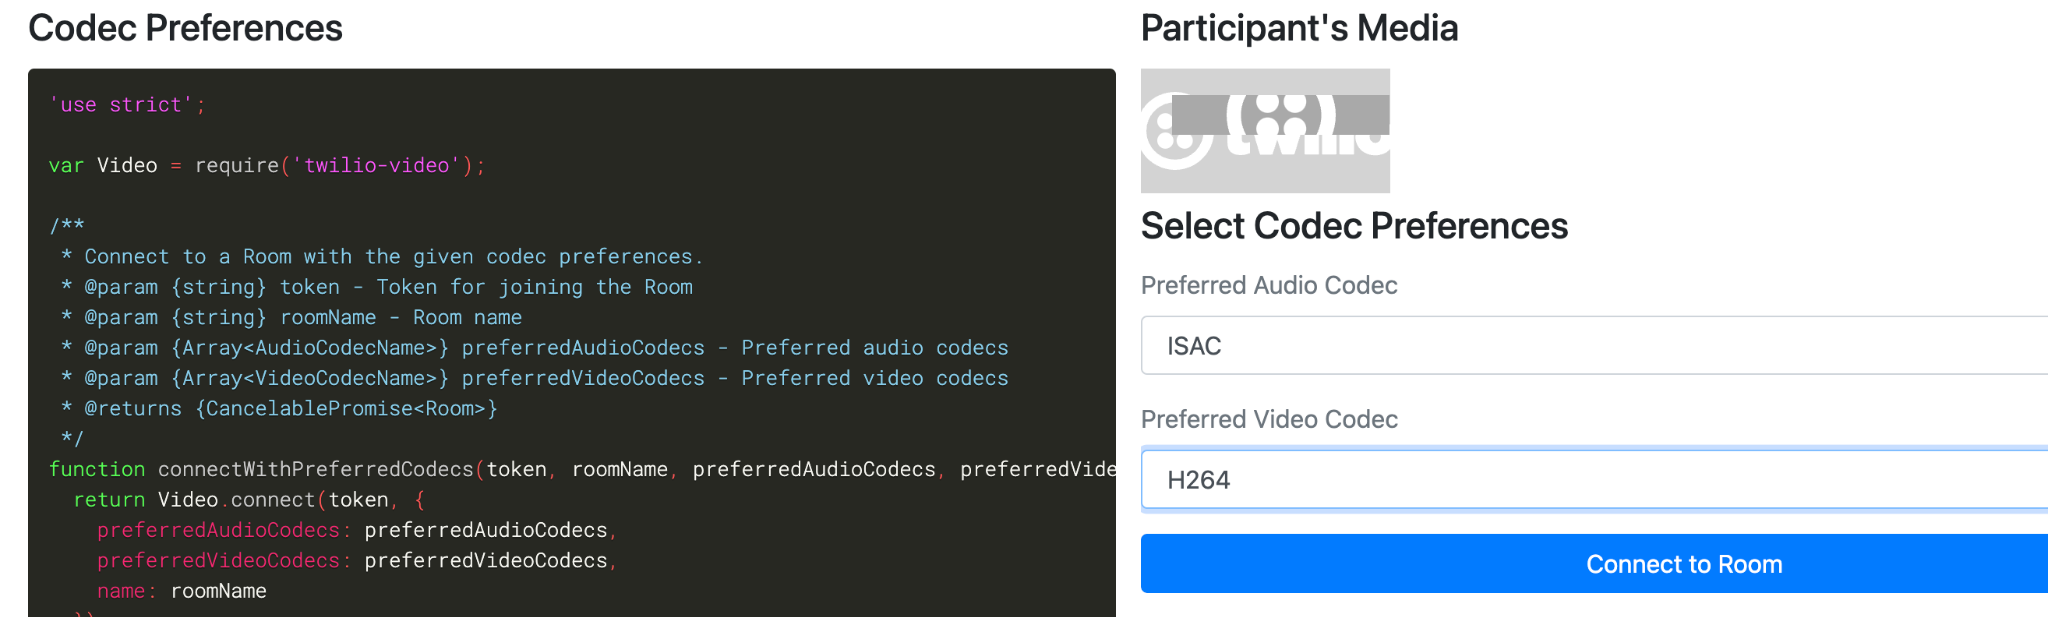 Codec Preferences
'use strict';
var Video = require('twilio-video');
/**
* Connect to a Room with the given codec preferences.
* @param {string} token - Token for joining the Room
* @param {string} roomName - Room name
* @param {Array<AudioCodecName>} preferredAudioCodecs - Preferred audio codecs
* @param {Array<VideoCodecName>} preferredVideoCodecs - Preferred video codecs
* @returns {CancelablePromise<Room>}
*/
function connectWithPreferredCodecs(token, roomName, preferredAudioCodecs, preferredVide
return Video.connect(token, {
preferredAudioCodecs: preferredAudioCodecs,
preferredVideoCodecs: preferredVideoCodecs,
name: roomName
})
Participant's Media
twilio
Select Codec Preferences
Preferred Audio Codec
ISAC
Preferred Video Codec
H264
Connect to Room